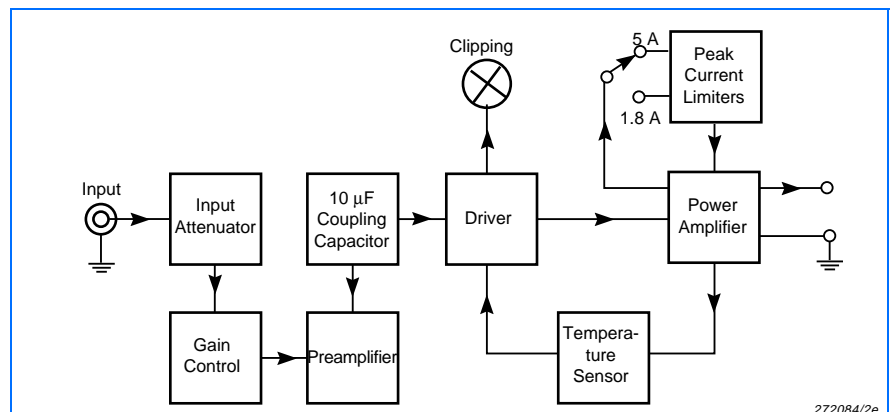 Clipping
5 A
Peak
Current
Limiters
1.8 A
Input
Input
Attenuator
10 μF
Coupling
Capacitor
Driver
Power
Amplifier
Gain
Control
Preamplifier
Tempera-
ture
Sensor
272084/2e